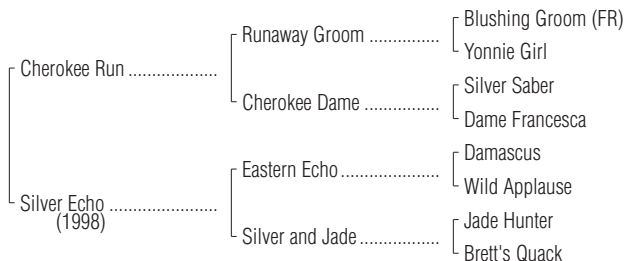 Blushing Groom (FR)
Runaway Groom ..................
Yonnie Girl
Cherokee Run ...................
Silver Saber
Cherokee Dame ................
Dame Francesca
Damascus
Eastern Echo .....................
Wild Applause
Silver Echo .......................
(1998)
Jade Hunter
Silver and Jade .................
Brett's Quack